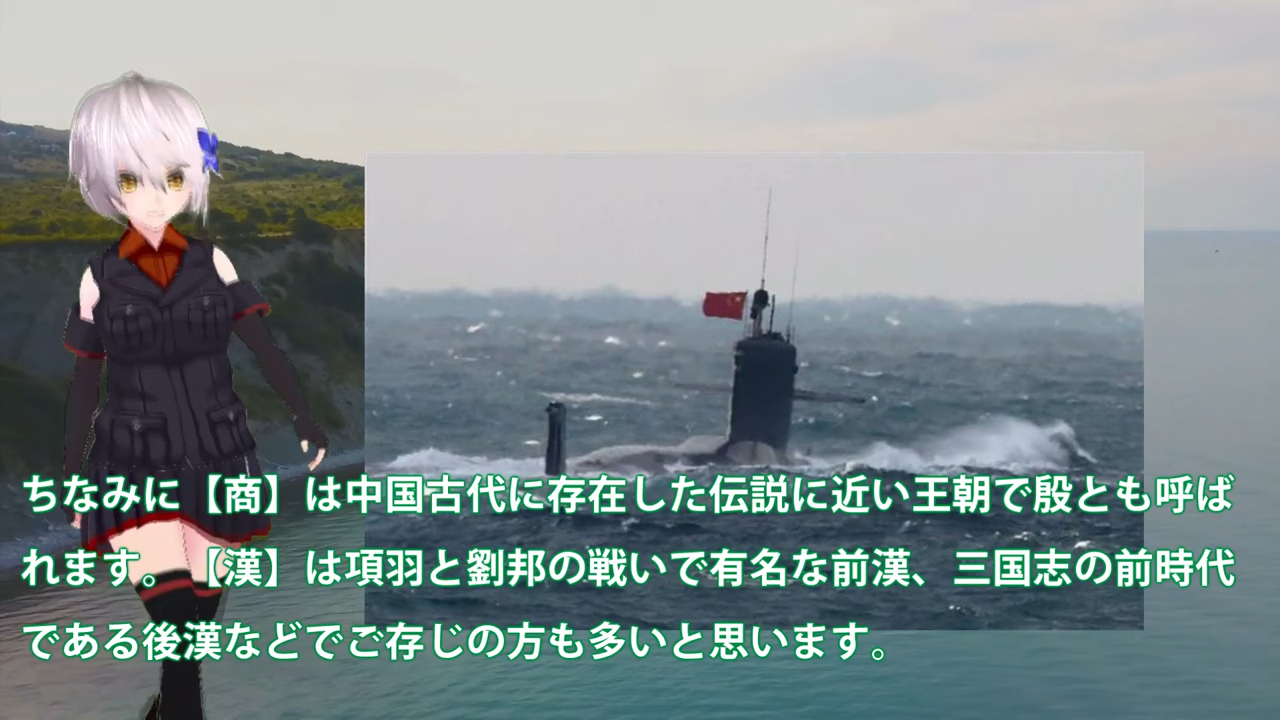 ちなみに【商】は中国古代に存在した伝説に近い王朝で殷とも呼ば
れます。【漢】は項羽と劉邦の戦いで有名な前漢、三国志の前時代
である後漢などでご存じの方も多いと思います。